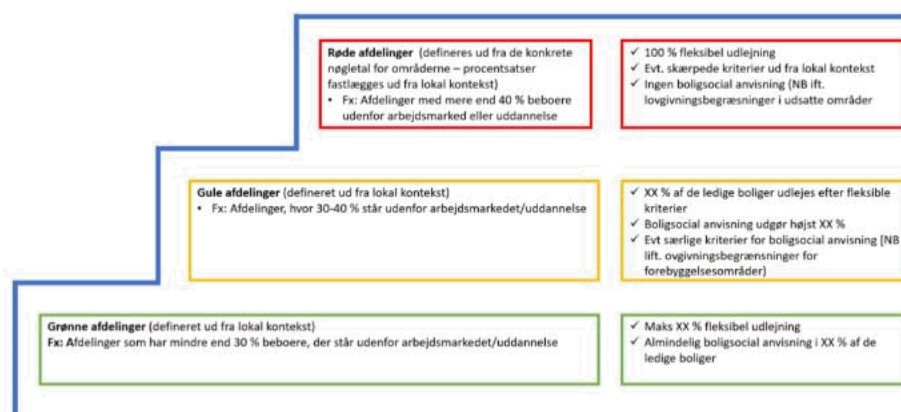 Røde afdelinger (defineres ud fra de konkrete
nøgletal for områderne – procentsatser
fastlægges ud fra lokal kontekst)
• Fx: Afdelinger med mere end 40 % beboere
udenfor arbejdsmarked eller uddannelse
✓ 100 % fleksibel udlejning
✓ Evt. skærpede kriterier ud fra lokal kontekst
✓ Ingen boligsocial anvisning (NB ift.
lovgivningsbegræsninger i udsatte områder
Gule afdelinger (defineret ud fra lokal kontekst)
• Fx: Afdelinger, hvor 30-40 % står udenfor arbejdsmarkedet/uddannelse
✓ XX % af de ledige boliger udlejes efter fleksible
kriterier
✓ Boligsocial anvisning udgør højst XX %
✓ Evt særlige kriterier for boligsocial anvisning [NB
lift. ovgivningsbegrænsninger for
forebyggelsesområder)
Grønne afdelinger (defineret ud fra lokal kontekst)
Fx: Afdelinger som har mindre end 30 % beboere, der står udenfor arbejdsmarkedet/uddannelse
✓ Maks XX % fleksibel udlejning
✓ Almindelig boligsocial anvisning i XX % af de
ledige boliger